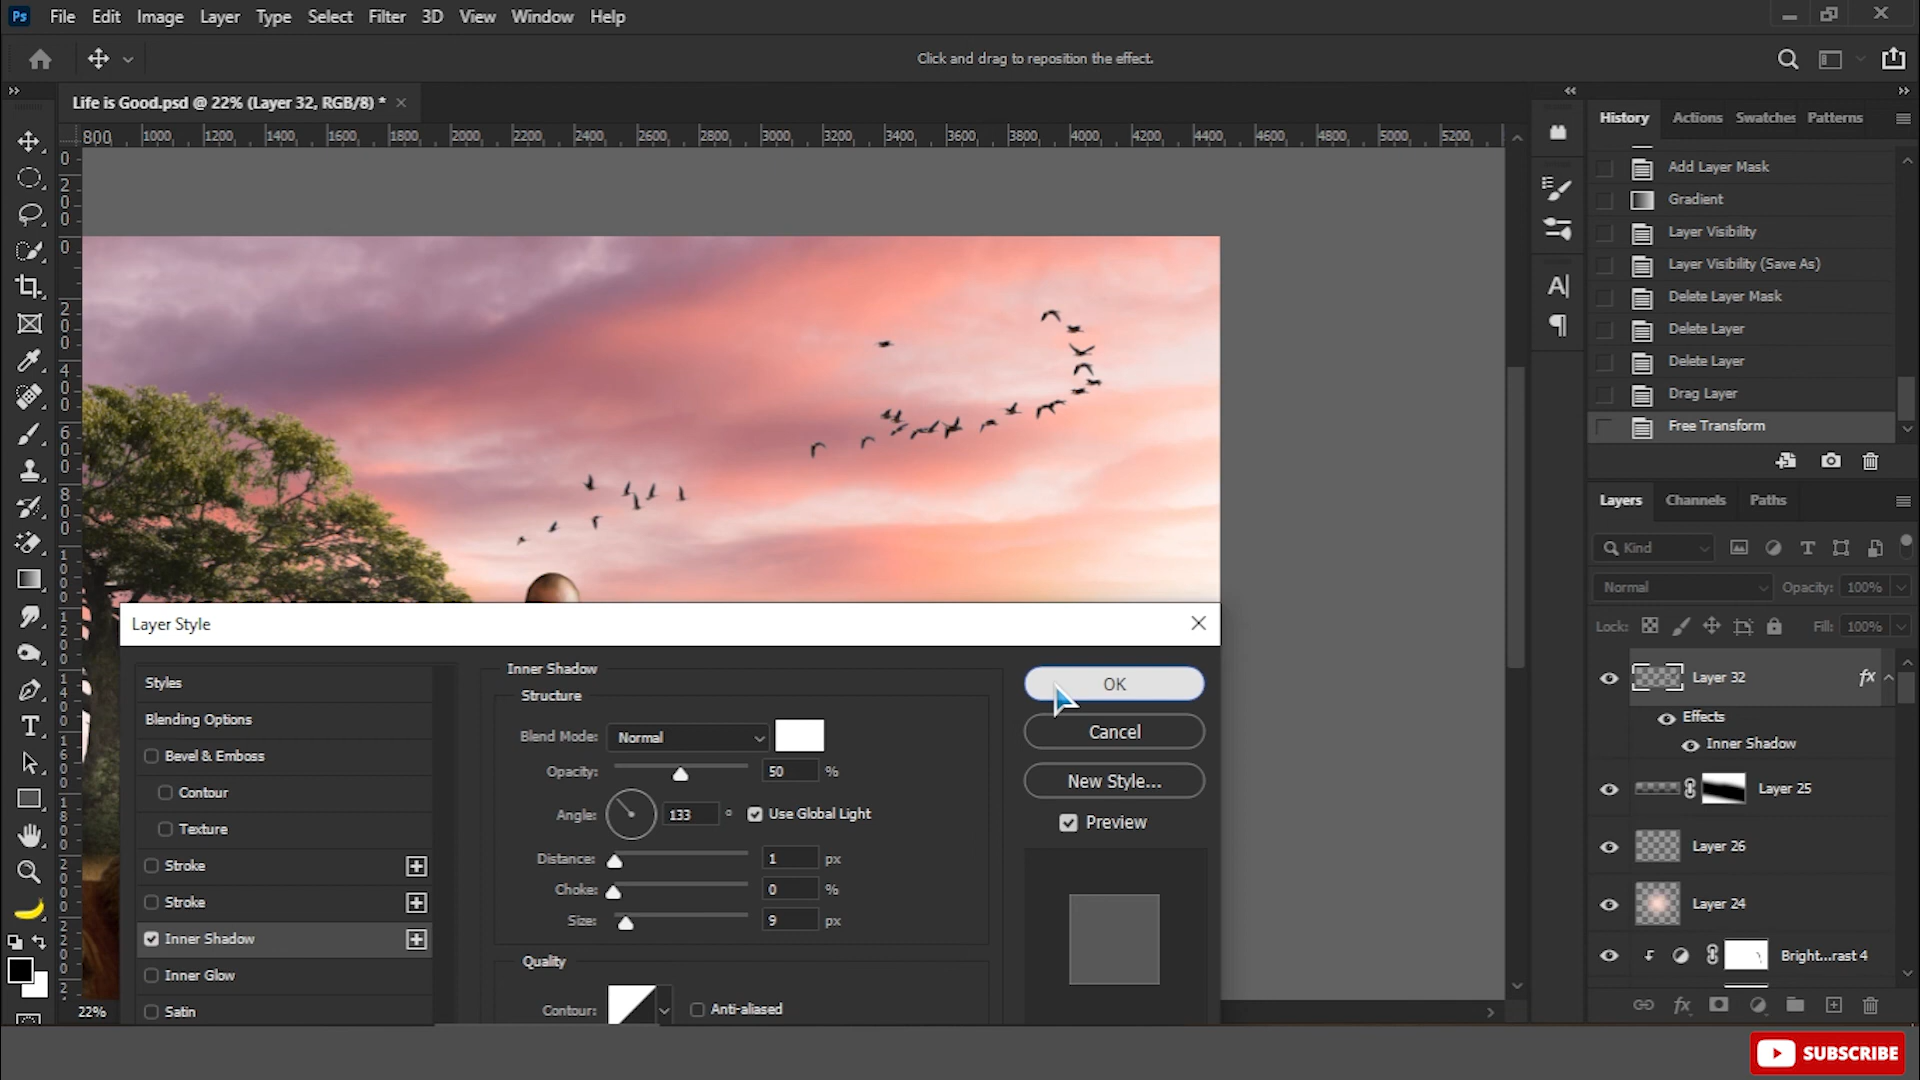 Ps File Edit Image Layer Type Select Filter 3D View Window Help
Click and drag to reposition the effect.
Life is Good.psd @ 22% (Layer 32, RGB/8) *
800 1000 1200 1400 1600 1800 2000 2200 2400 2600 2800 3000 3200 3400 3600 3800 4000 4200 4400 4600 4800 5000 5200
History Actions Swatches Patterns
Add Layer Mask
Gradient
Layer Visibility
Layer Visibility (Save As)
Delete Layer Mask
Delete Layer
Delete Layer
Drag Layer
Free Transform
Layers Channels Paths
Kind
Normal Opacity: 100%
Lock: Fill: 100%
Layer 32 fx
Effects
Inner Shadow
Layer 25
Layer 26
Layer 24
Bright...rast 4
Layer Style
Styles
Blending Options
Bevel & Emboss
Contour
Texture
Stroke
Stroke
Inner Shadow
Inner Glow
Satin
Inner Shadow
Structure
Blend Mode: Normal
Opacity: 50 %
Angle: 133 ° Use Global Light
Distance: 1 px
Choke: 0 %
Size: 9 px
Quality
Contour: Anti-aliased
OK
Cancel
New Style...
Preview
22%
SUBSCRIBE